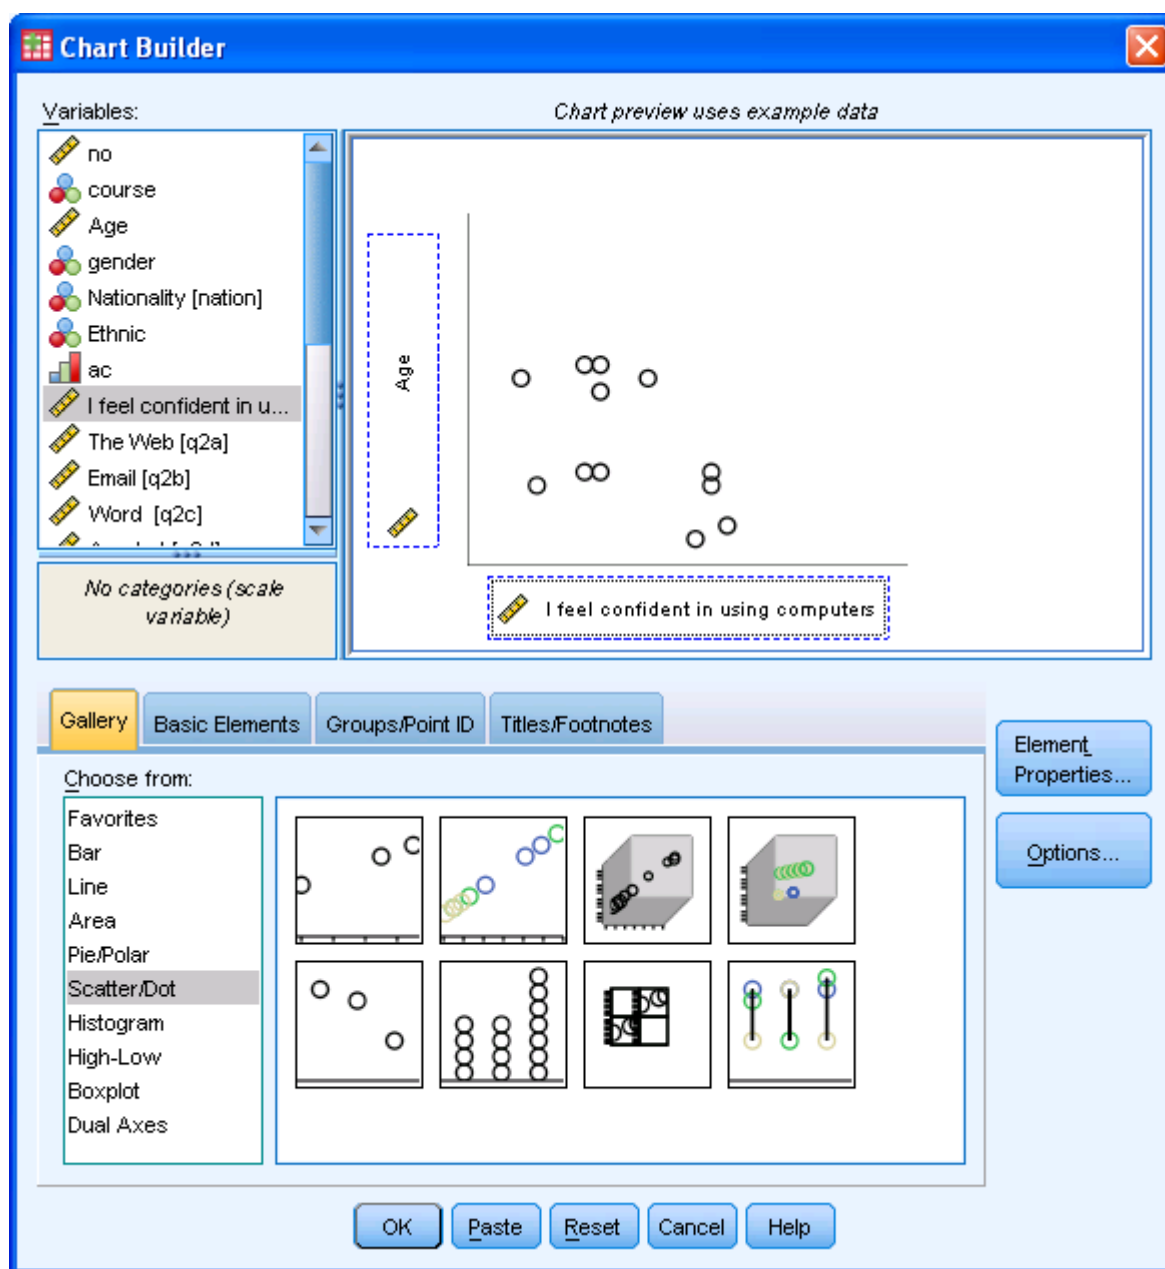 Chart Builder
Variables:
Chart preview uses example data
no
course
Age
gender
Nationality [nation]
Ethnic
ac
I feel confident in u...
The Web [q2a]
Email [q2b]
Word [q2c]
No categories (scale
variable)
Age
I feel confident in using computers
Gallery
Basic Elements
Groups/Point ID
Titles/Footnotes
Element
Properties...
Options...
Choose from:
Favorites
Bar
Line
Area
Pie/Polar
Scatter/Dot
Histogram
High-Low
Boxplot
Dual Axes
OK
Paste
Reset
Cancel
Help